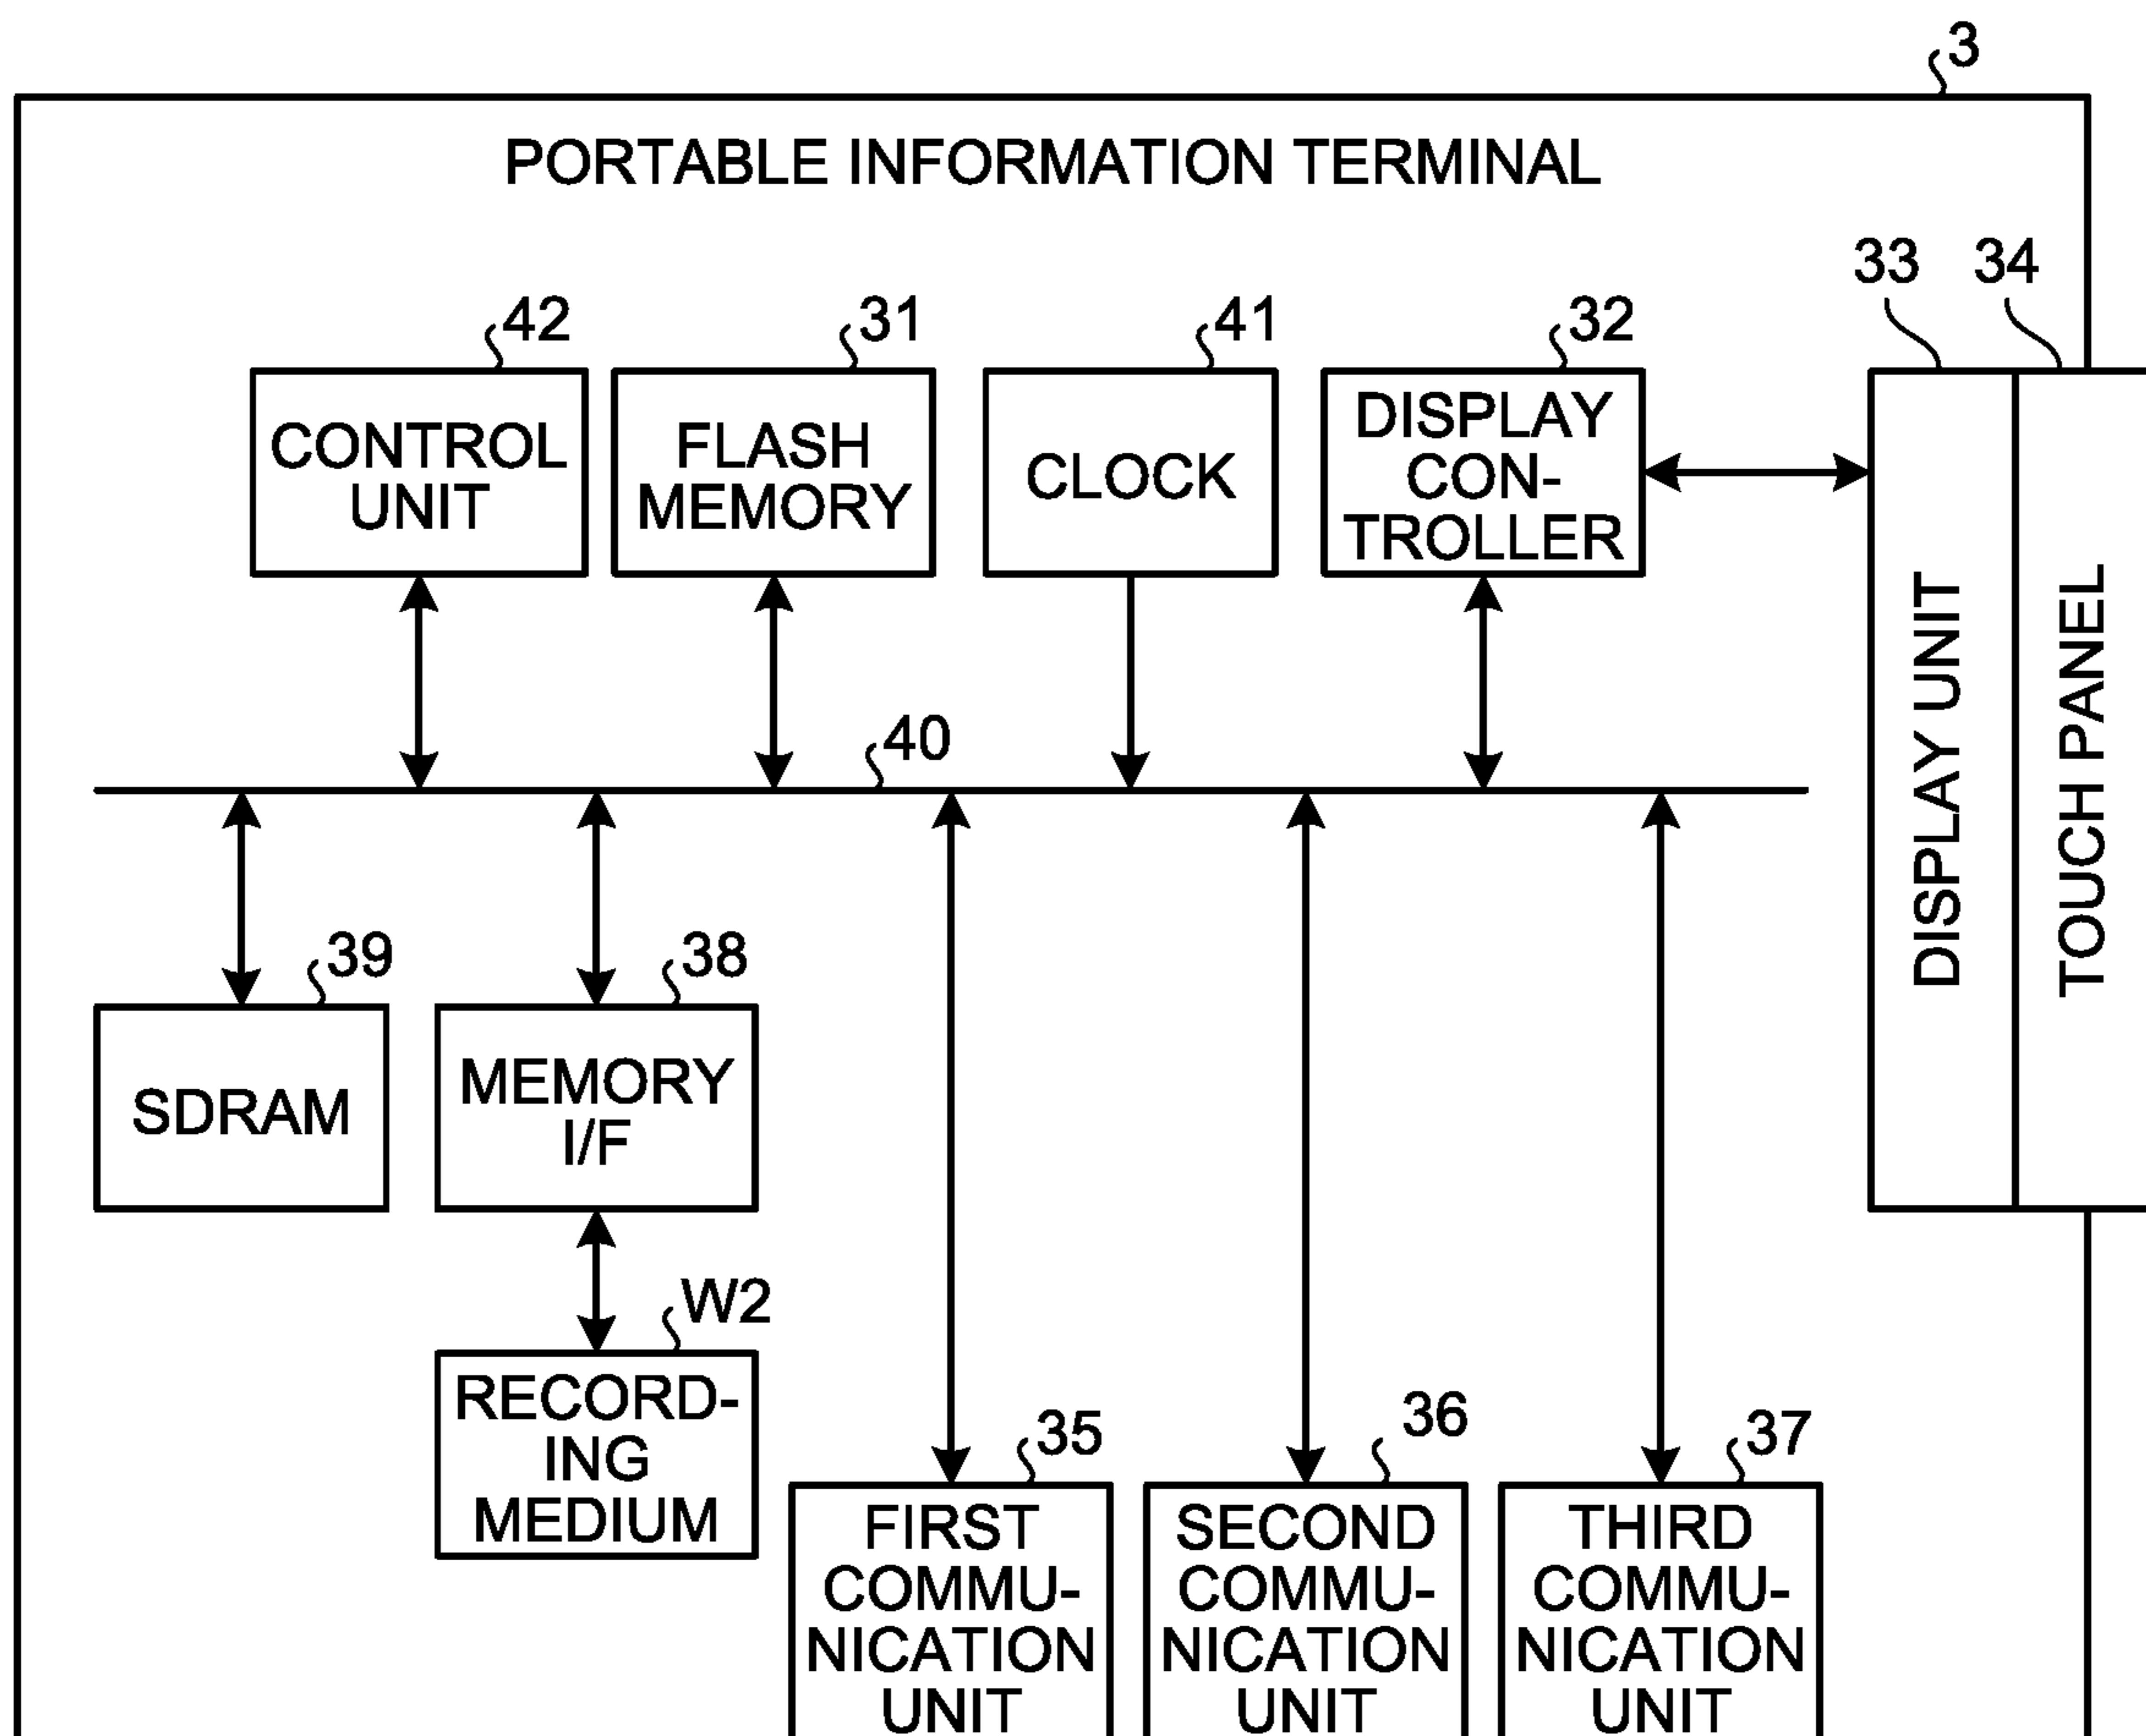 3
PORTABLE INFORMATION TERMINAL
33
34
42
31
41
32
CONTROL
UNIT
FLASH
MEMORY
CLOCK
DISPLAY
CON-
TROLLER
DISPLAY UNIT
TOUCH PANEL
40
39
38
SDRAM
MEMORY
I/F
W2
RECORD-
ING
MEDIUM
35
36
37
FIRST
COMMU-
NICATION
UNIT
SECOND
COMMU-
NICATION
UNIT
THIRD
COMMU-
NICATION
UNIT